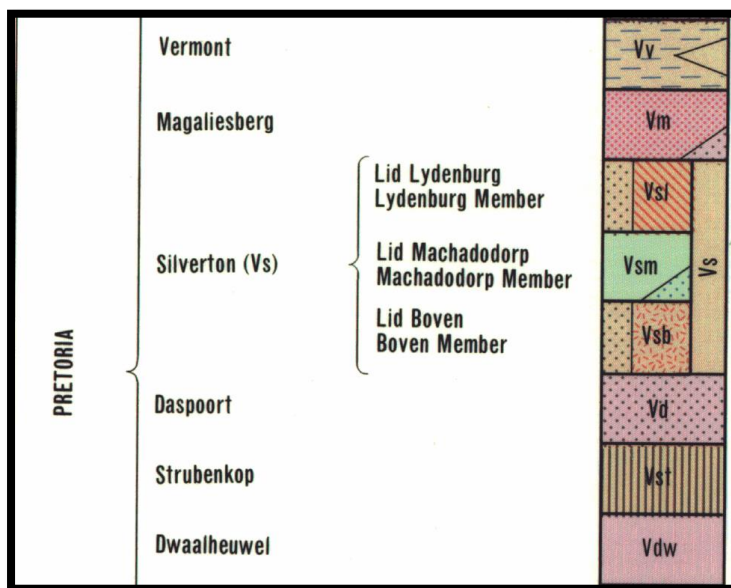 PRETORIA
Vermont
Vv
Magaliesberg
Vm
Silverton (Vs)
Lid Lydenburg
Lydenburg Member
Vsl
Lid Machadodorp
Machadodorp Member
Vsm
Lid Boven
Boven Member
Vsb
Vs
Daspoort
Vd
Strubenkop
Vst
Dwaalheuwel
Vdw